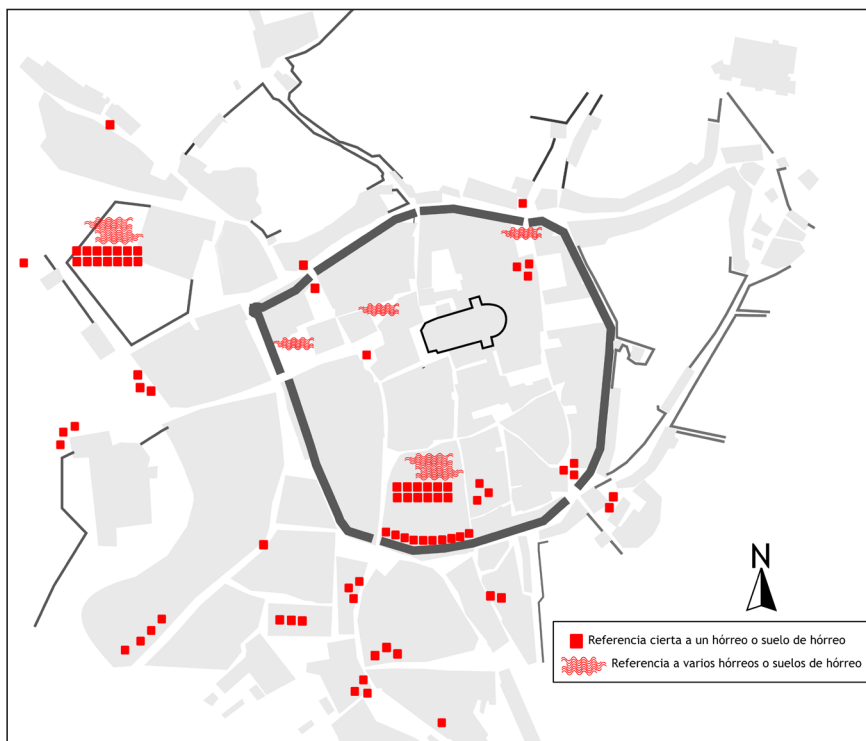 N
Referencia cierta a un hórreo o suelo de hórreo
Referencia a varios hórreos o suelos de hórreo